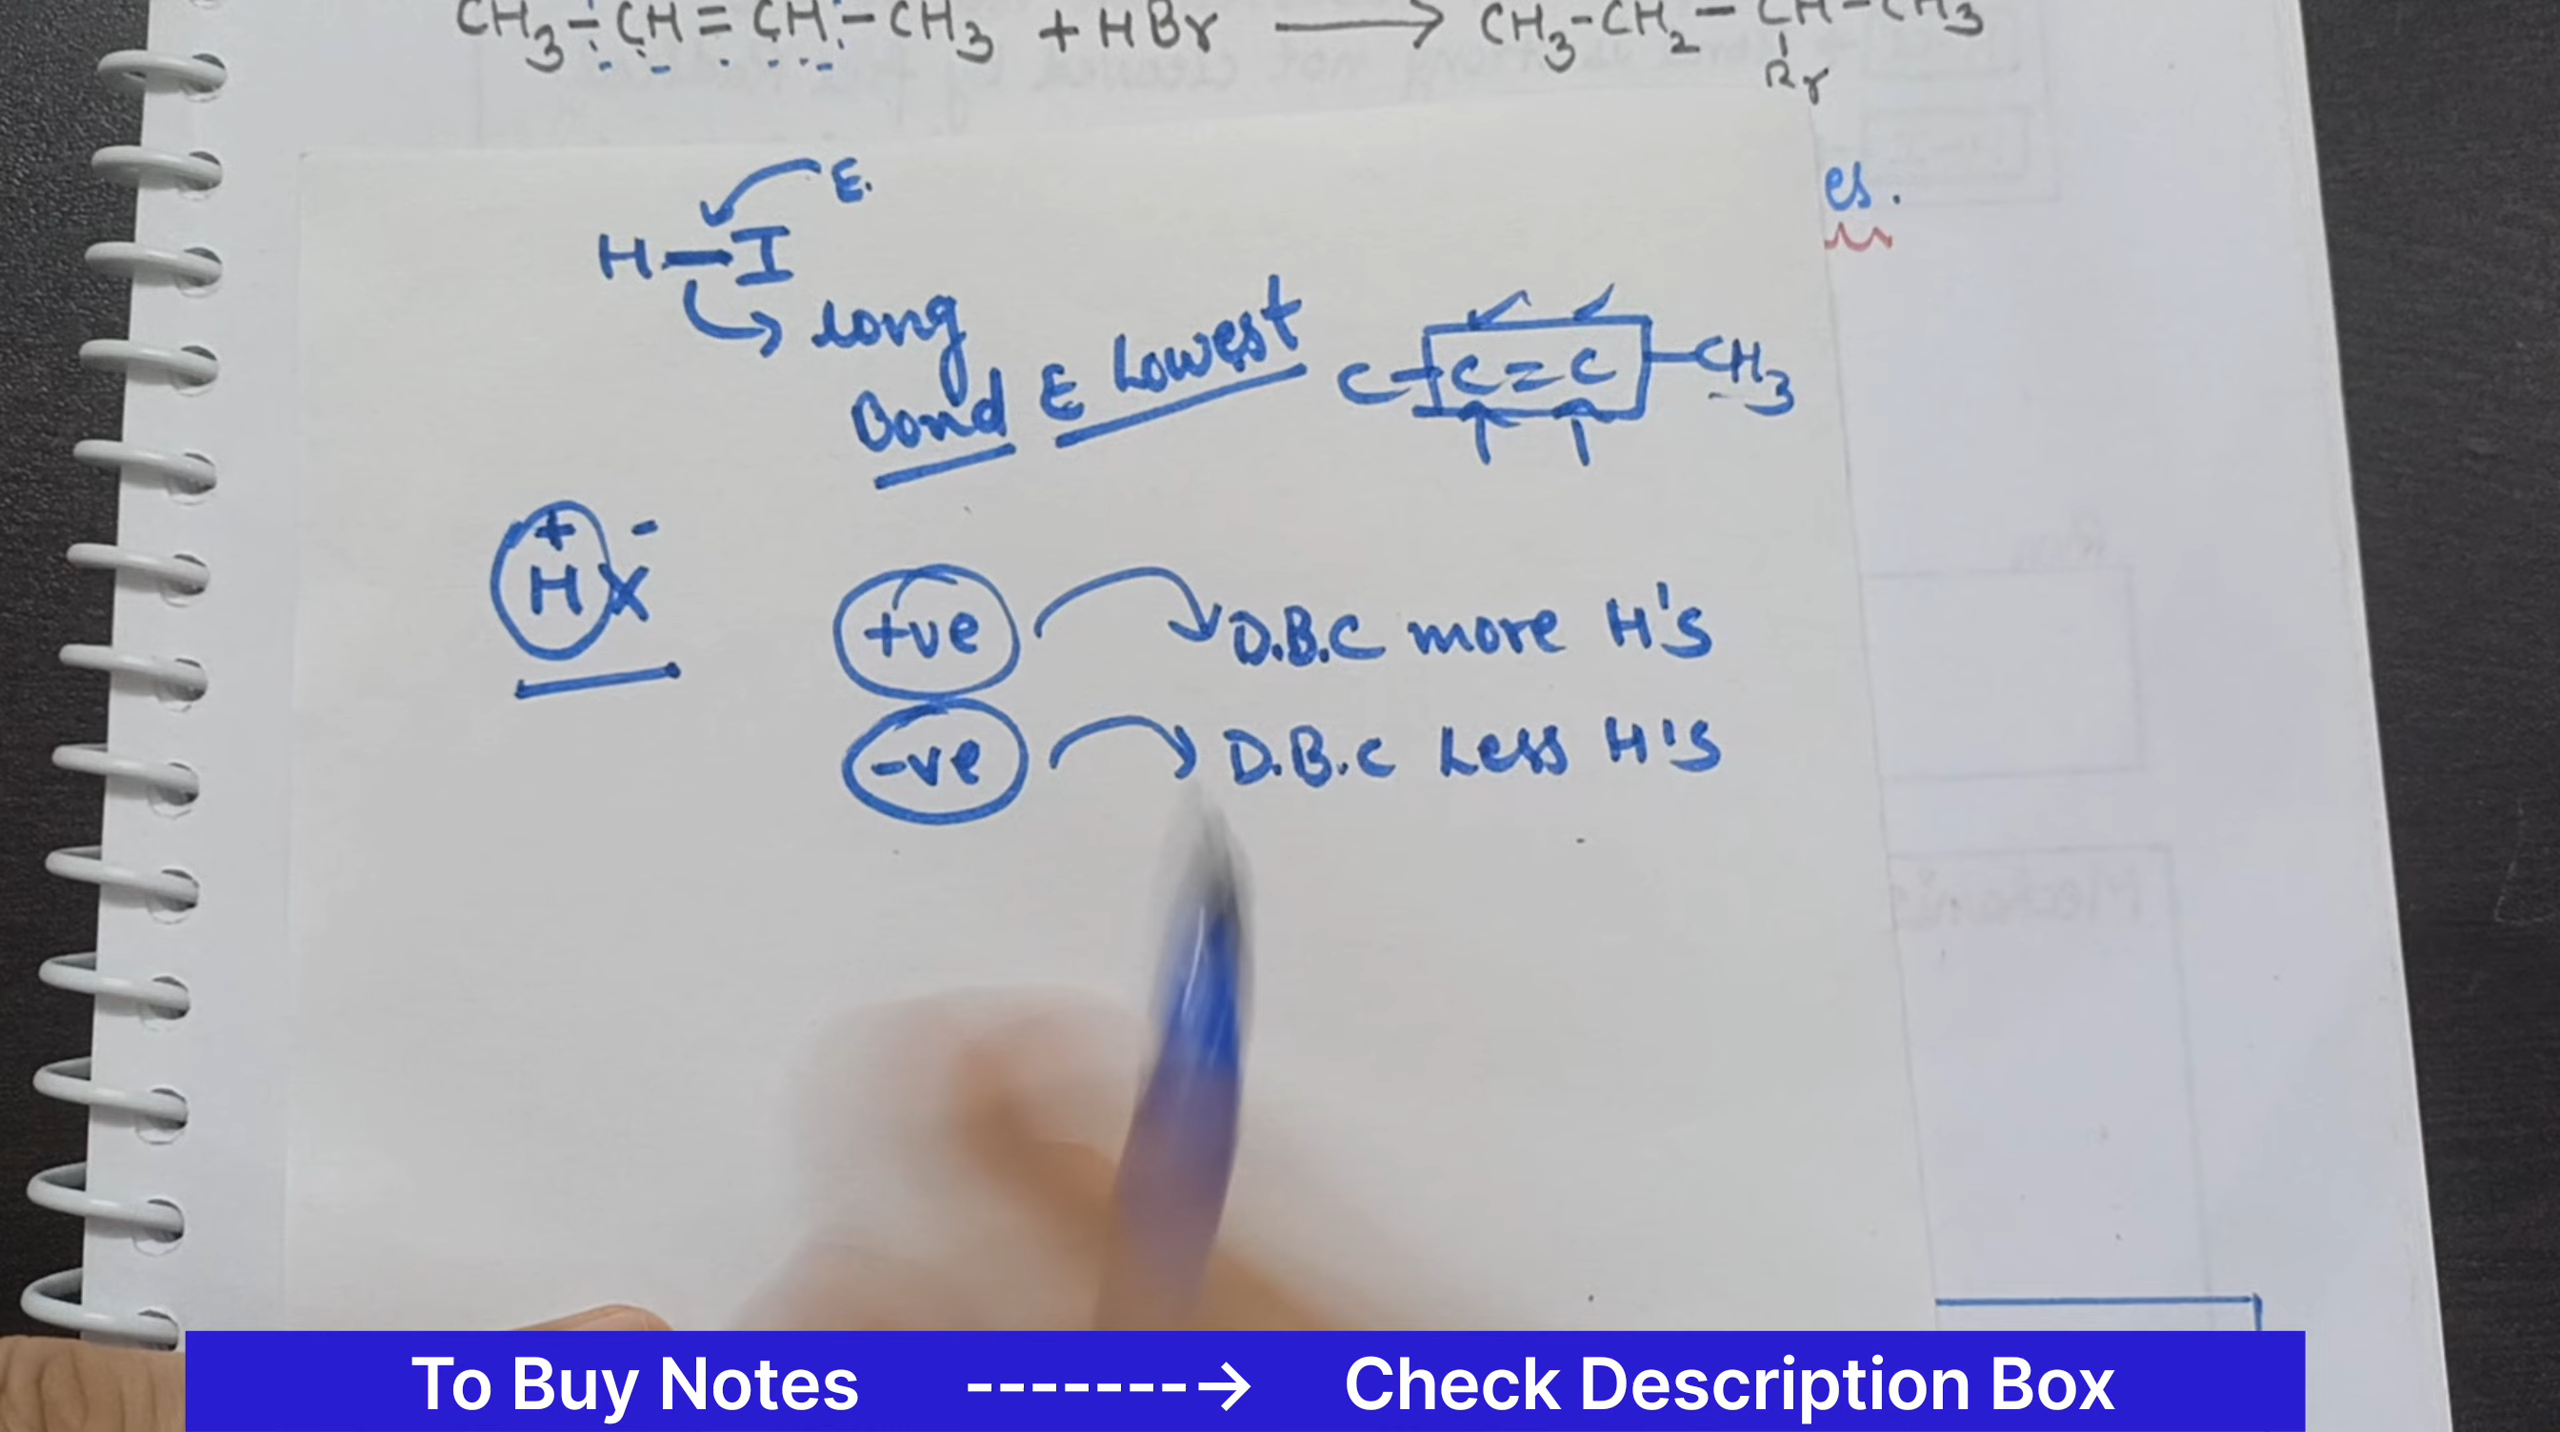 CH3-CH=CH-CH3 + HBr ⟶ CH3-CH2-CH-CH3
Br
es.
E.
H-I
long
Bond E Lowest
C-C=C-CH3
+ -
HX
+ve D.B.C more H's
-ve D.B.C Less H's
To Buy Notes -------→ Check Description Box